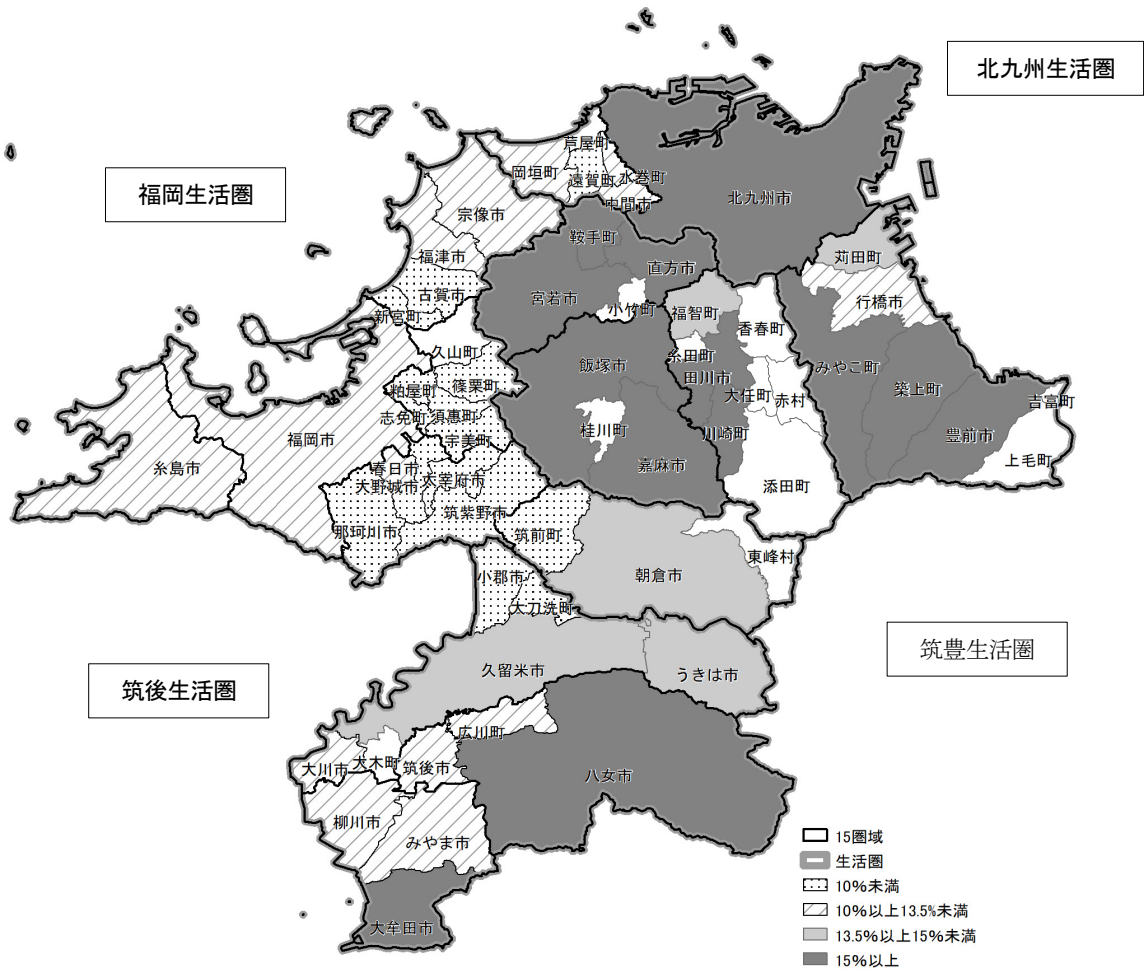 北九州生活圏
福岡生活圏
芦屋町
岡垣町
遠賀町
水巻町
中間市
北九州市
宗像市
鞍手町
福津市
直方市
苅田町
古賀市
宮若市
行橋市
新宮町
小竹町
福智町
香春町
久山町
糸田町
飯塚市
みやこ町
田川市
粕屋町
篠栗町
築上町
大任町
赤村
吉富町
志免町
須惠町
福岡市
桂川町
川崎町
豊前市
宇美町
糸島市
春日市
嘉麻市
上毛町
大野城市
太宰府市
添田町
筑紫野市
那珂川市
筑前町
東峰村
小郡市
朝倉市
大刀洗町
筑豊生活圏
久留米市
うきは市
筑後生活圏
広川町
大川市
大木町
筑後市
八女市
柳川市
みやま市
大牟田市
15圏域
生活圏
10%未満
10%以上13.5%未満
13.5%以上15%未満
15%以上